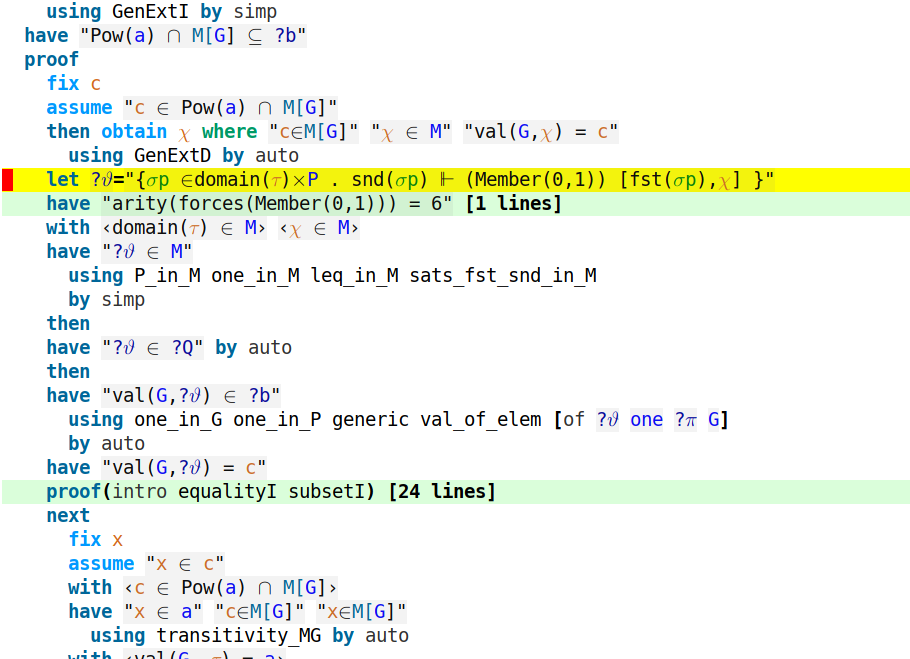 using GenExtI by simp
have "Pow(a) ∩ M[G] ⊆ ?b"
proof
fix c
assume "c ∈ Pow(a) ∩ M[G]"
then obtain χ where "c∈M[G]" "χ ∈ M" "val(G,χ) = c"
using GenExtD by auto
let ?ϑ="{σp ∈domain(τ)×P . snd(σp) ⊩ (Member(0,1)) [fst(σp),χ] }"
have "arity(forces(Member(0,1))) = 6" [1 lines]
with ‹domain(τ) ∈ M› ‹χ ∈ M›
have "?ϑ ∈ M"
using P_in_M one_in_M leq_in_M sats_fst_snd_in_M
by simp
then
have "?ϑ ∈ ?Q" by auto
then
have "val(G,?ϑ) ∈ ?b"
using one_in_G one_in_P generic val_of_elem [of ?ϑ one ?π G]
by auto
have "val(G,?ϑ) = c"
proof(intro equalityI subsetI) [24 lines]
next
fix x
assume "x ∈ c"
with ‹c ∈ Pow(a) ∩ M[G]›
have "x ∈ a" "c∈M[G]" "x∈M[G]"
using transitivity_MG by auto
with ‹val(G, τ) = a›